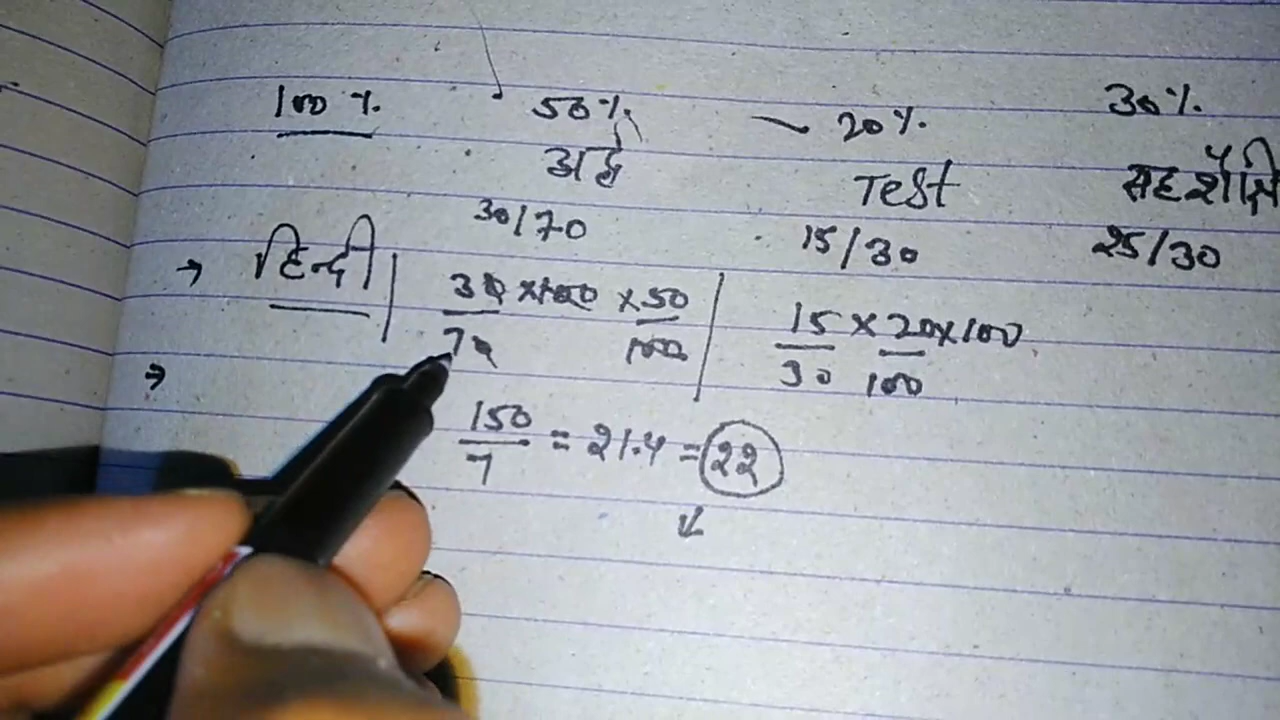 100 % 50 % 20 % 30 %
अर्द्ध Test
30/70 15/30 25/30
→ हिन्दी | 30 × 100 × 50 | 15 × 20 × 100
70 100 30 100
→
150
7 = 21.4 = 22
↓